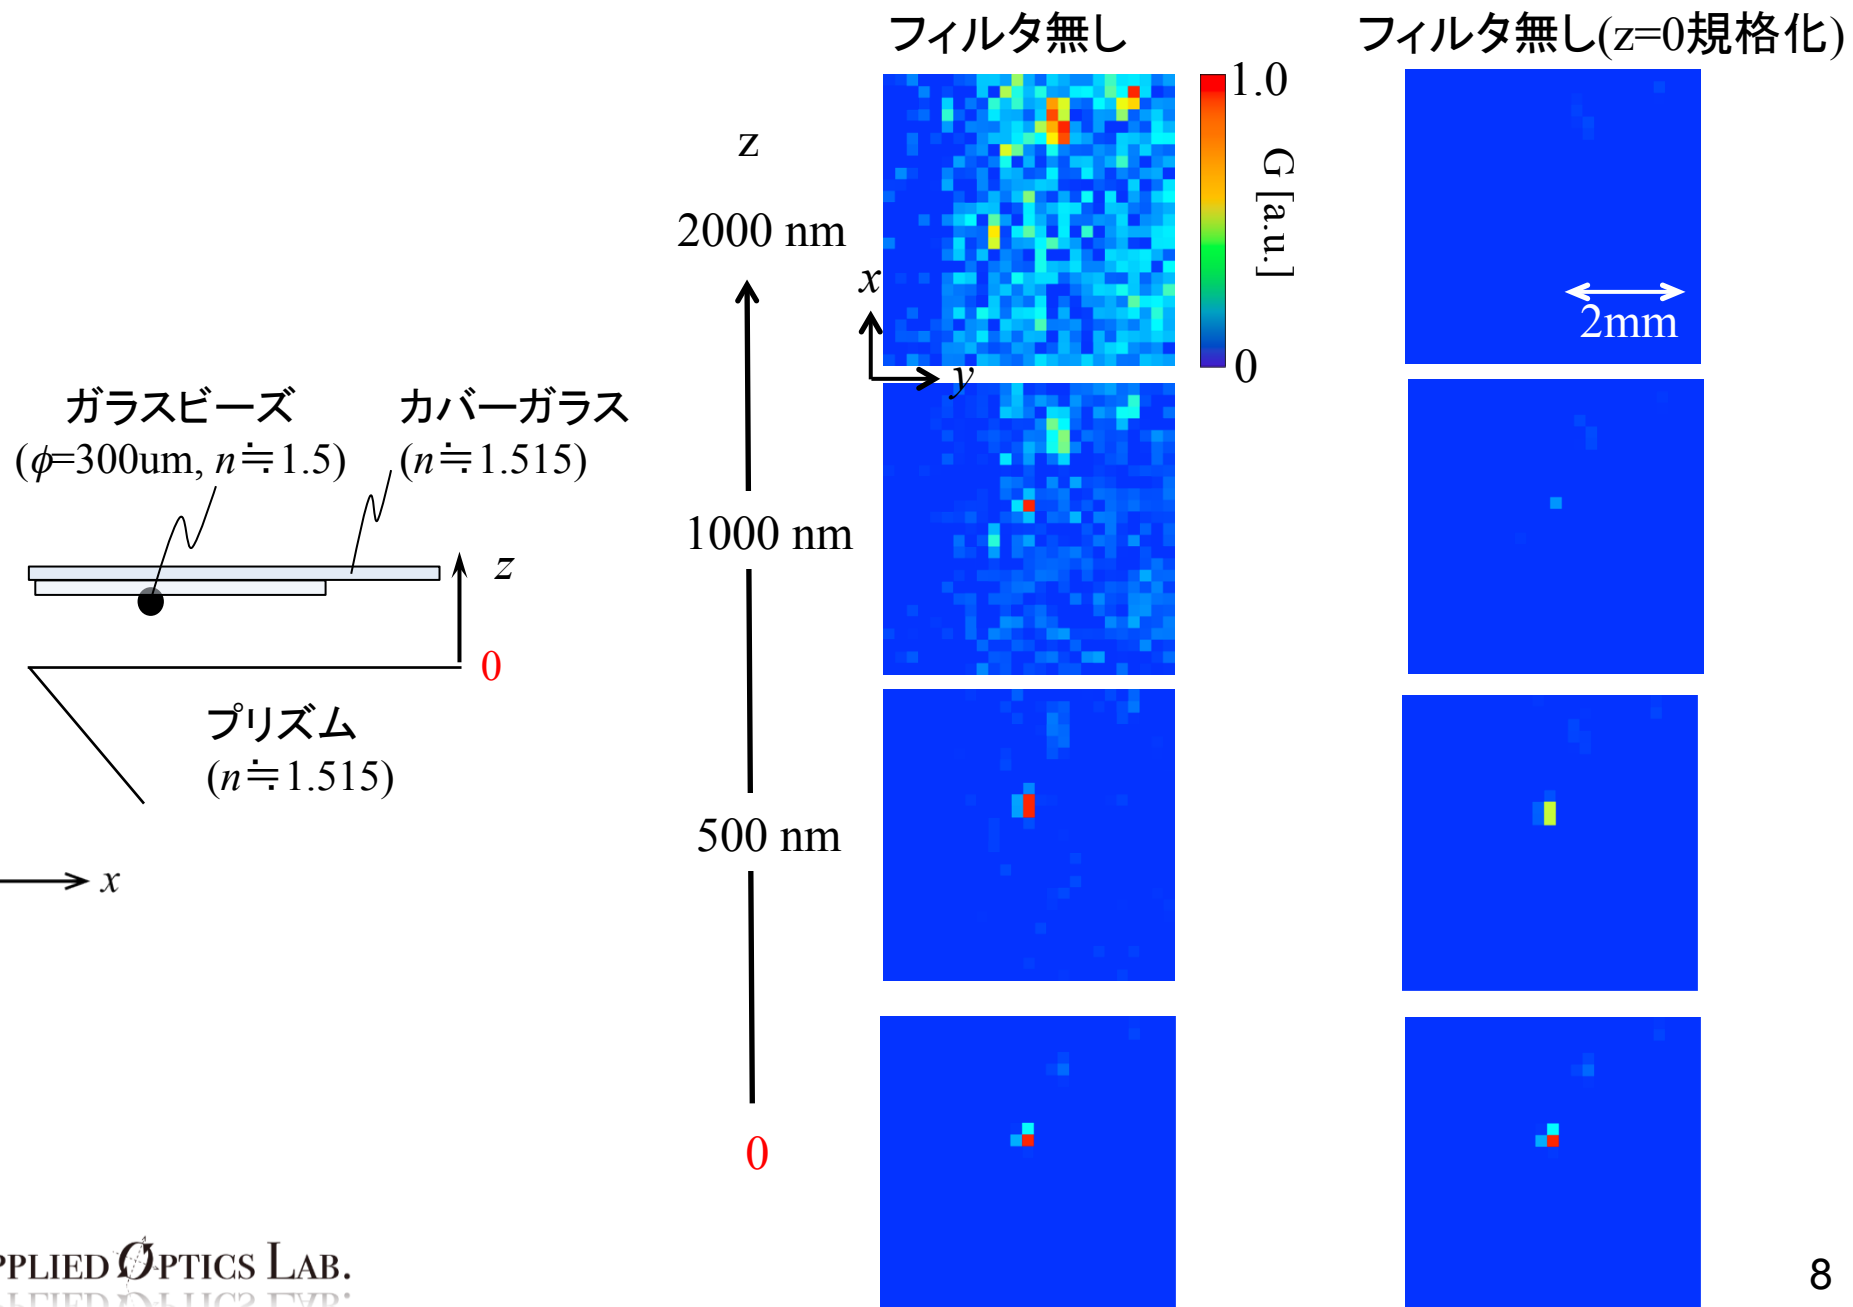 フィルタ無し
フィルタ無し(z=0規格化)
1.0
G [a.u.]
0
z
2000 nm
1000 nm
500 nm
0
x
y
2mm
ガラスビーズ
(ϕ=300um, n≒1.5)
カバーガラス
(n≒1.515)
z
0
プリズム
(n≒1.515)
x
PPLIED OPTICS LAB.
8